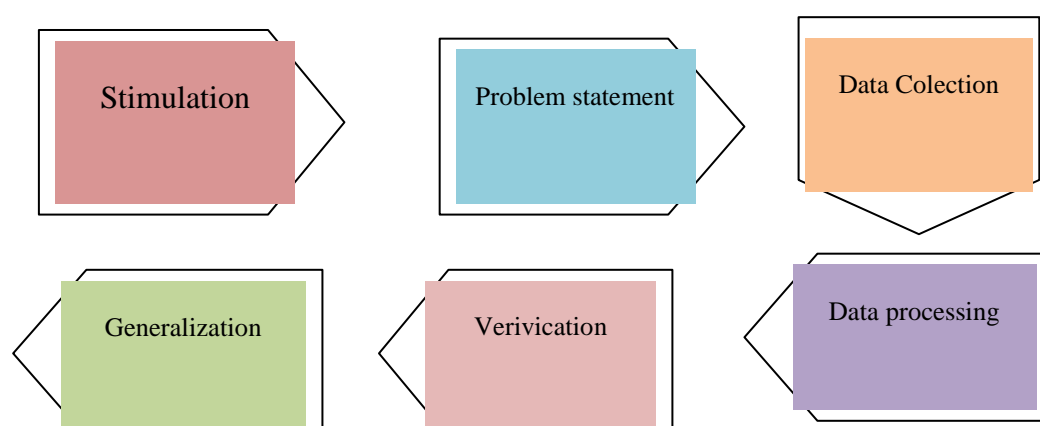 Stimulation
Problem statement
Data Colection
Data processing
Verivication
Generalization